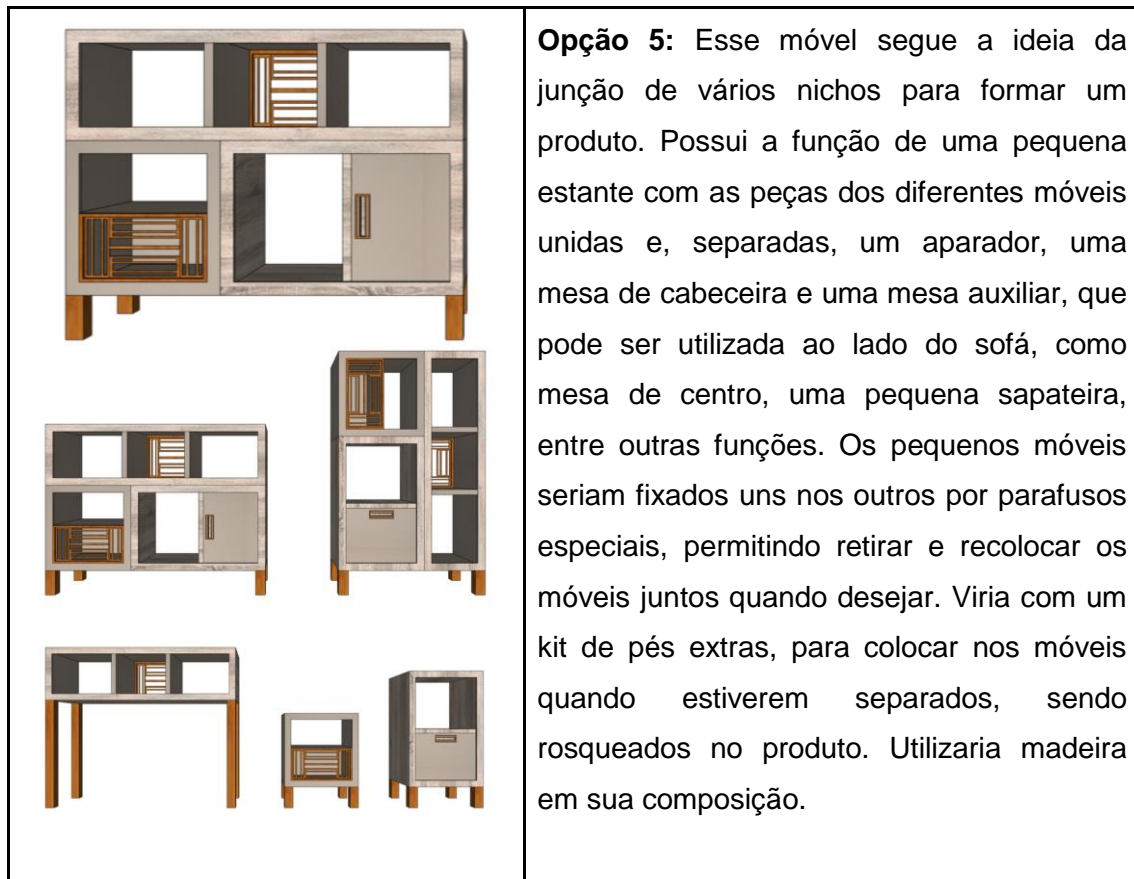 Opção 5: Esse móvel segue a ideia da
junção de vários nichos para formar um
produto. Possui a função de uma pequena
estante com as peças dos diferentes móveis
unidas e, separadas, um aparador, uma
mesa de cabeceira e uma mesa auxiliar, que
pode ser utilizada ao lado do sofá, como
mesa de centro, uma pequena sapateira,
entre outras funções. Os pequenos móveis
seriam fixados uns nos outros por parafusos
especiais, permitindo retirar e recolocar os
móveis juntos quando desejar. Viria com um
kit de pés extras, para colocar nos móveis
quando estiverem separados, sendo
rosqueados no produto. Utilizaria madeira
em sua composição.